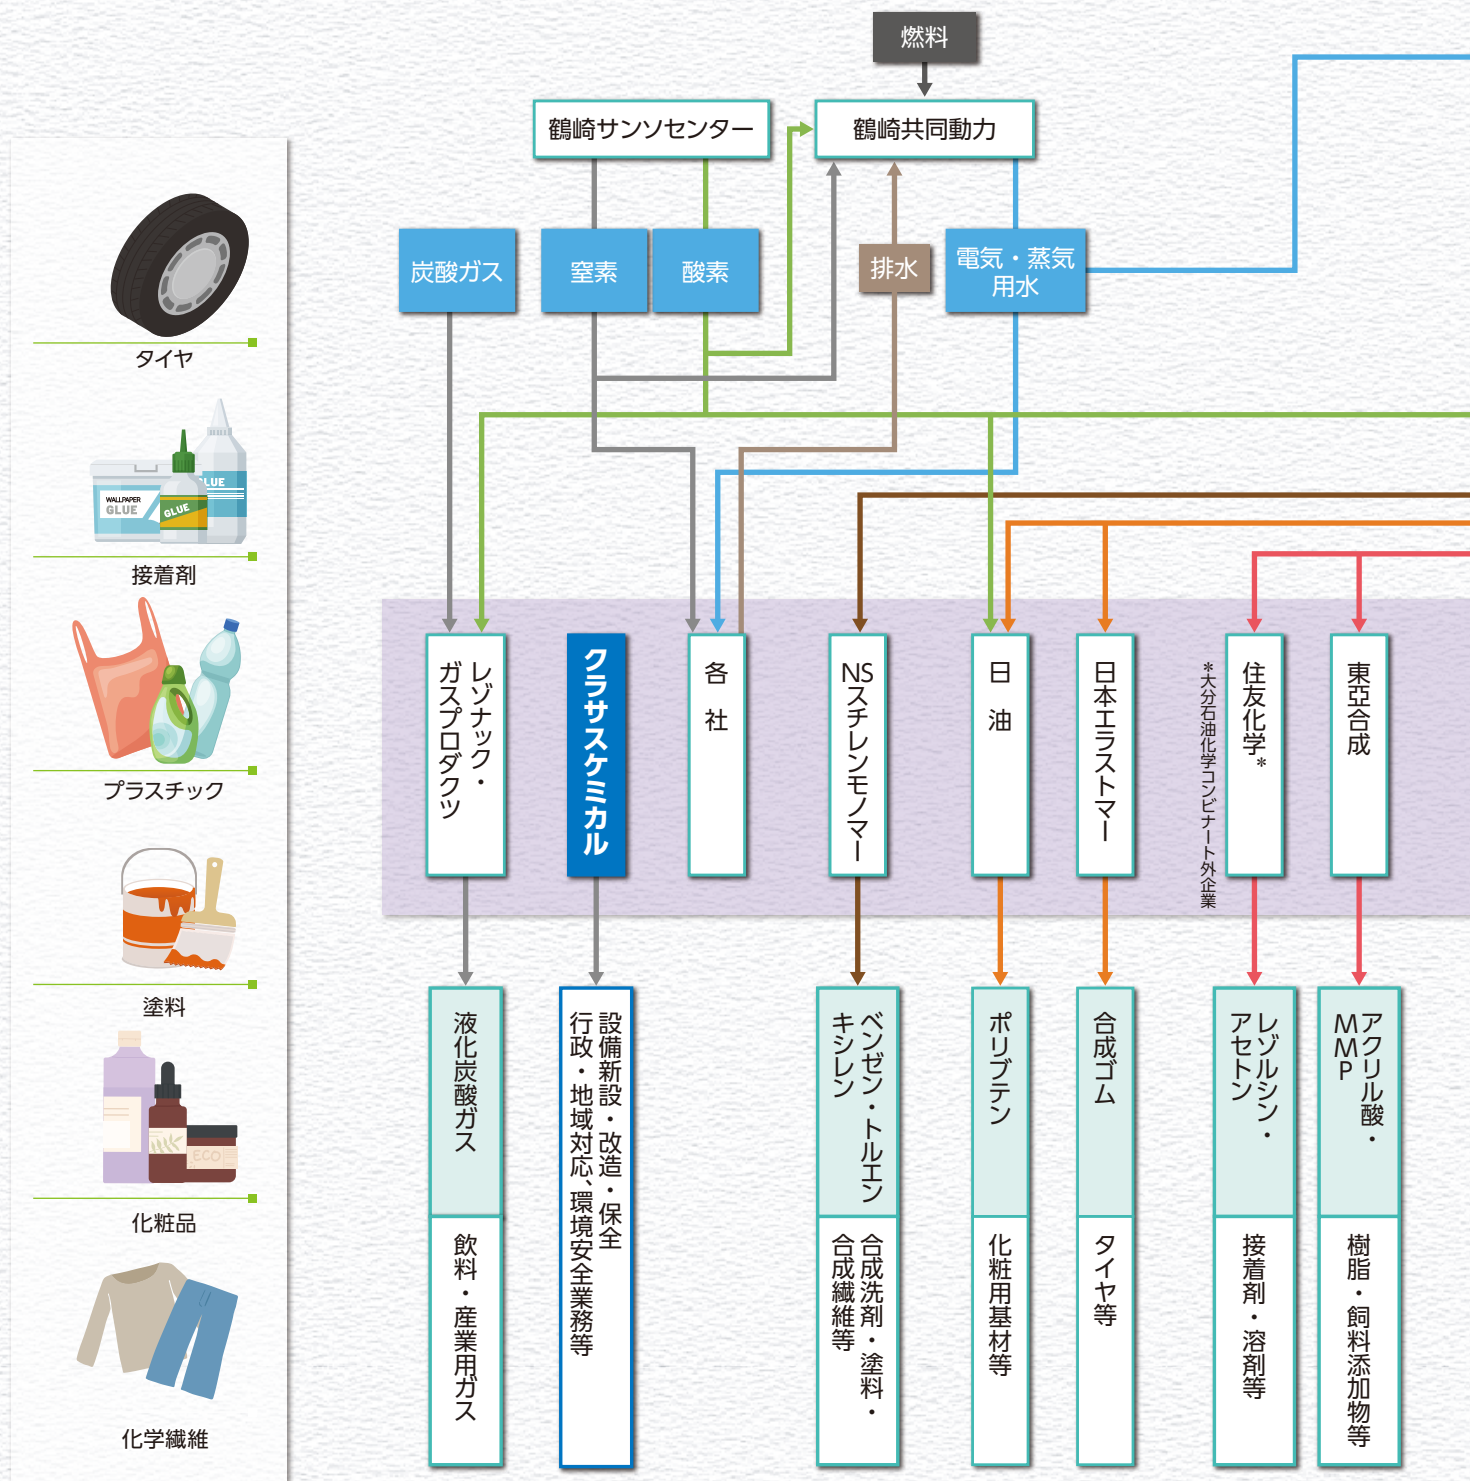 燃料
鶴崎サンソセンター
鶴崎共同動力
炭酸ガス
窒素
酸素
排水
電気・蒸気
用水
タイヤ
WALLPAPER
GLUE
GLUE
GLUE
接着剤
プラスチック
塗料
ECO
化粧品
化学繊維
レゾナック・
ガスプロダクツ
クラサスケミカル
各社
NSスチレンモノマー
日油
日本エラストマー
住友化学*
*大分石油化学コンビナート外企業
東亞合成
液化炭酸ガス
飲料・産業用ガス
設備新設・改造・保全
行政・地域対応、環境安全業務等
ベンゼン・トルエン
キシレン
合成洗剤・塗料・
合成繊維等
ポリブテン
化粧用基材等
合成ゴム
タイヤ等
レゾルシン・
アセトン
接着剤・溶剤等
アクリル酸・
MMP
樹脂・飼料添加物等